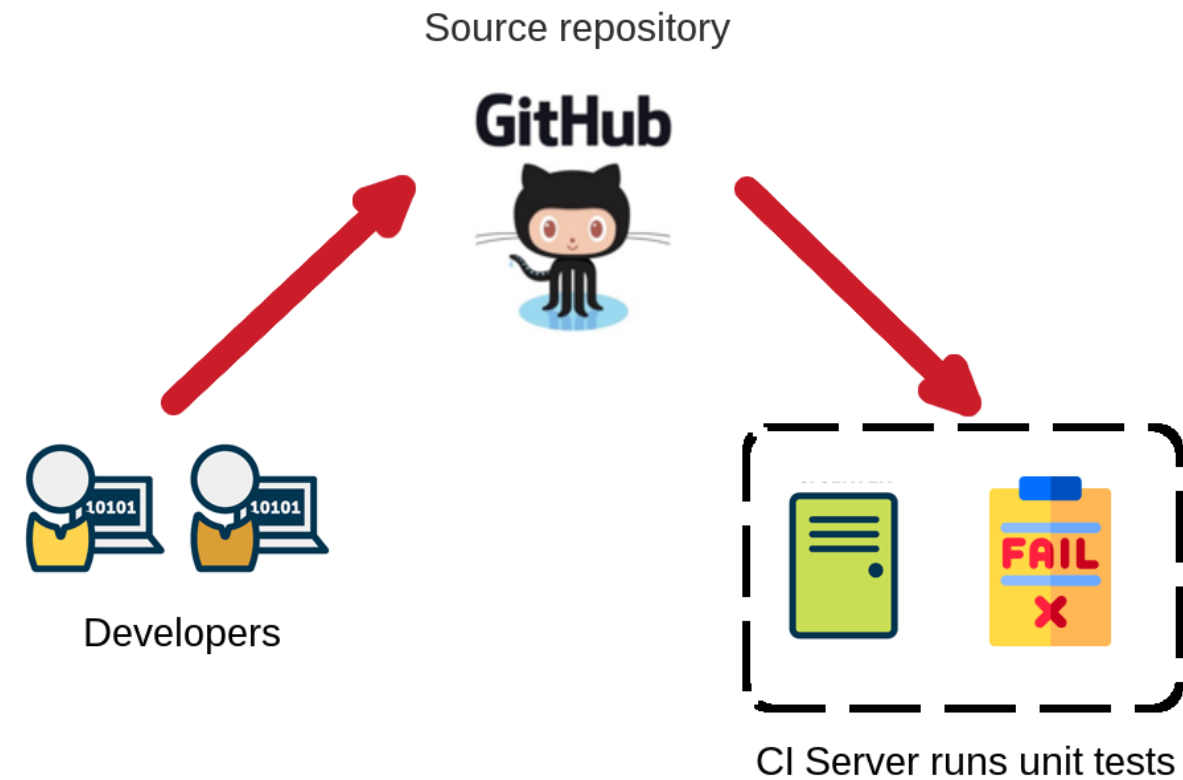 Source repository
GitHub
10101
10101
FAIL
Developers
CI Server runs unit tests